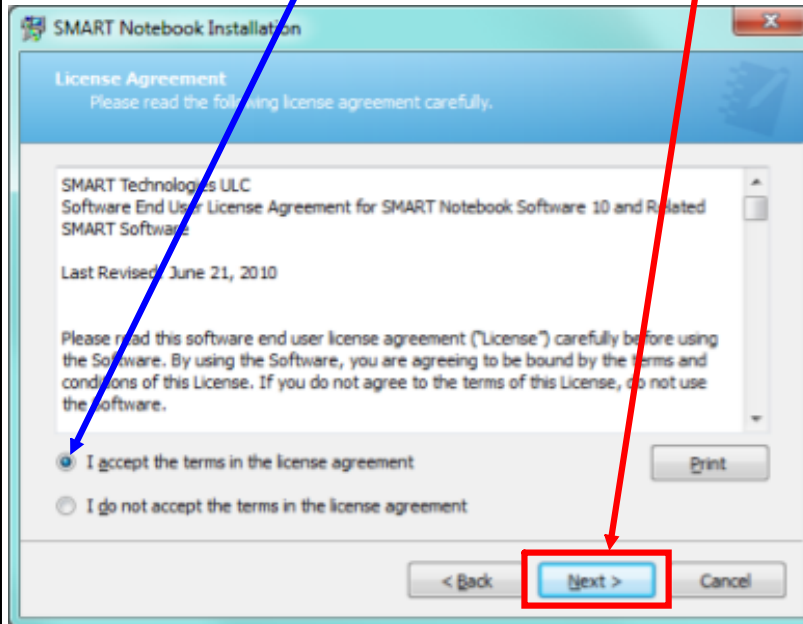 SMART Notebook Installation
License Agreement
Please read the following license agreement carefully.
SMART Technologies ULC
Software End User License Agreement for SMART Notebook Software 10 and Related
SMART Software
Last Revised: June 21, 2010
Please read this software end user license agreement ("License") carefully before using
the Software. By using the Software, you are agreeing to be bound by the terms and
conditions of this License. If you do not agree to the terms of this License, do not use
the Software.
I accept the terms in the license agreement
Print
I do not accept the terms in the license agreement
< Back
Next >
Cancel